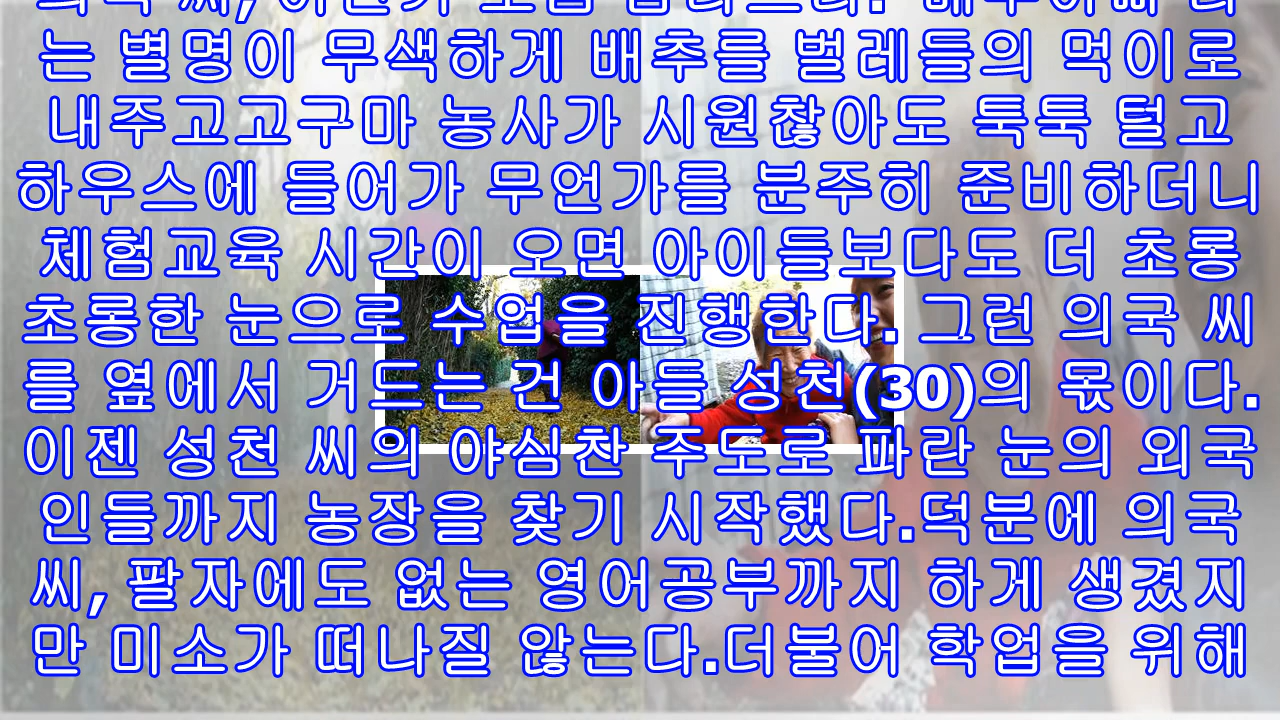 는 별명이 무색하게 배추를 벌레들의 먹이로
내주고고구마 농사가 시원찮아도 툭툭 털고
하우스에 들어가 무언가를 분주히 준비하더니
체험교육 시간이 오면 아이들보다도 더 초롱
초롱한 눈으로 수업을 진행한다. 그런 의국 씨
를 옆에서 거드는 건 아들 성천(30)의 몫이다.
이젠 성천 씨의 야심찬 주도로 파란 눈의 외국
인들까지 농장을 찾기 시작했다.덕분에 의국
씨, 팔자에도 없는 영어공부까지 하게 생겼지
만 미소가 떠나질 않는다.더불어 학업을 위해